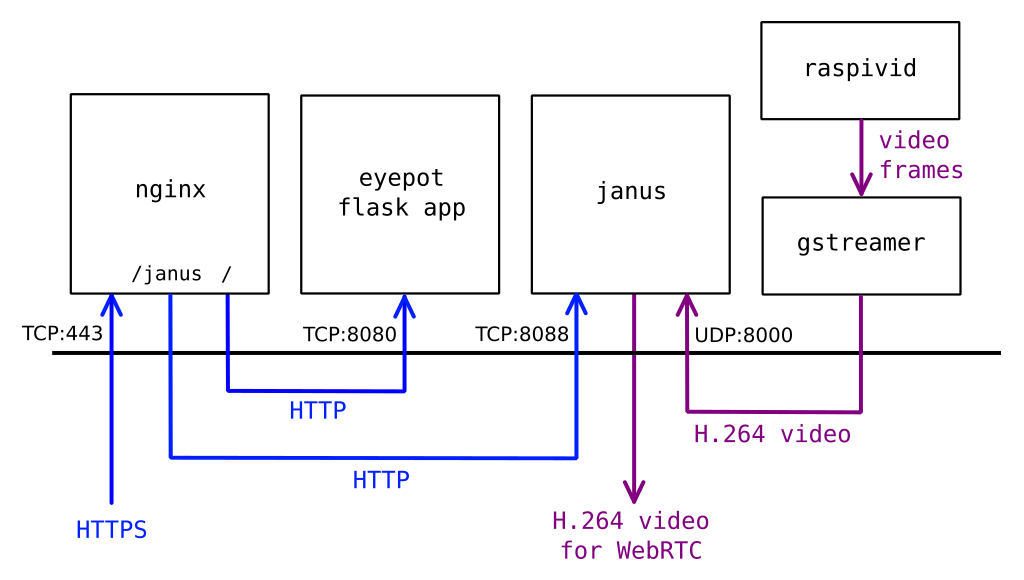 raspivid
video
frames
nginx
eyepot
flask app
janus
gstreamer
/janus /
TCP:443
TCP:8080
TCP:8088
UDP:8000
HTTP
H.264 video
HTTP
HTTPS
H.264 video
for WebRTC